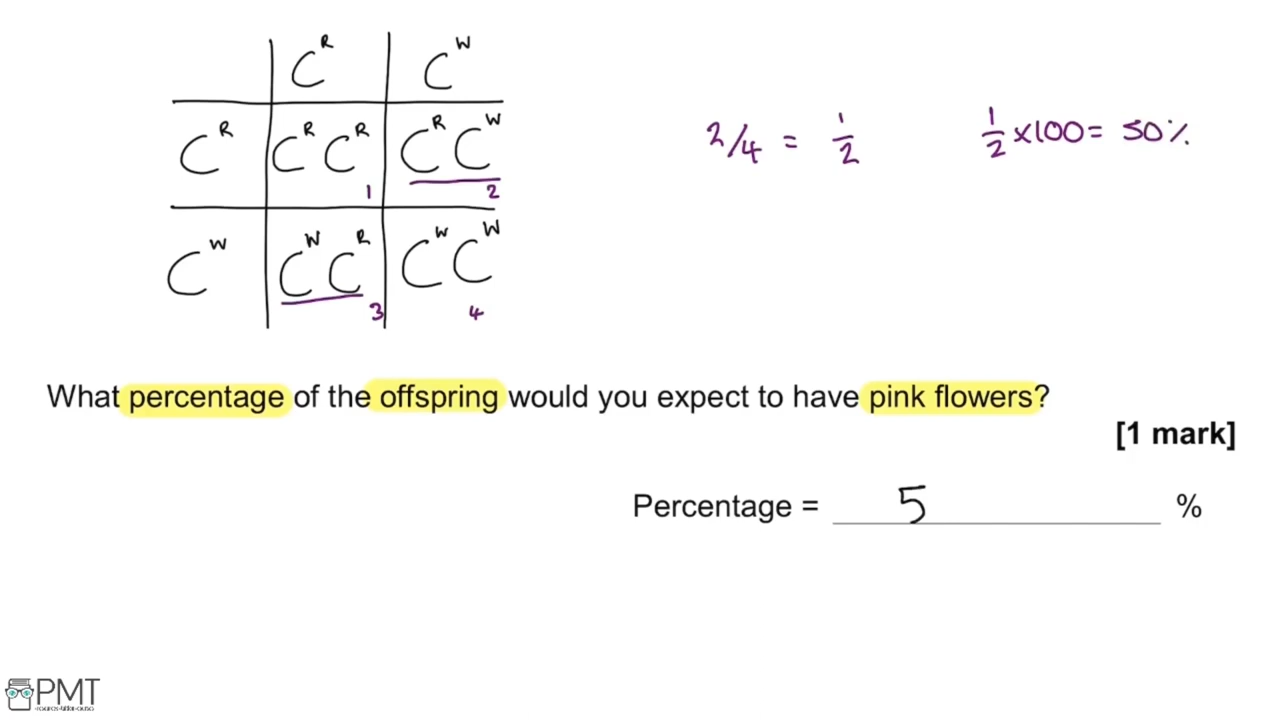 C^R C^W
C^R C^R C^R C^R C^W
1 2
C^W C^W C^R C^W C^W
3 4
2/4 = 1/2
1/2 ×100= 50%
What percentage of the offspring would you expect to have pink flowers?
[1 mark]
Percentage = 5 %
PMT